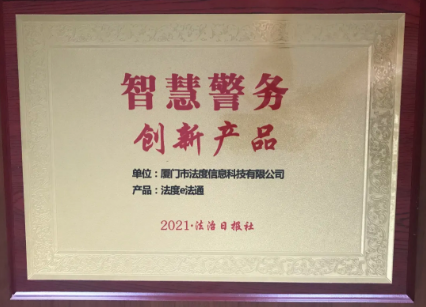 智慧警务
创新产品
单位：厦门市法度信息科技有限公司
产品：法度e法通
2021·法治日报社